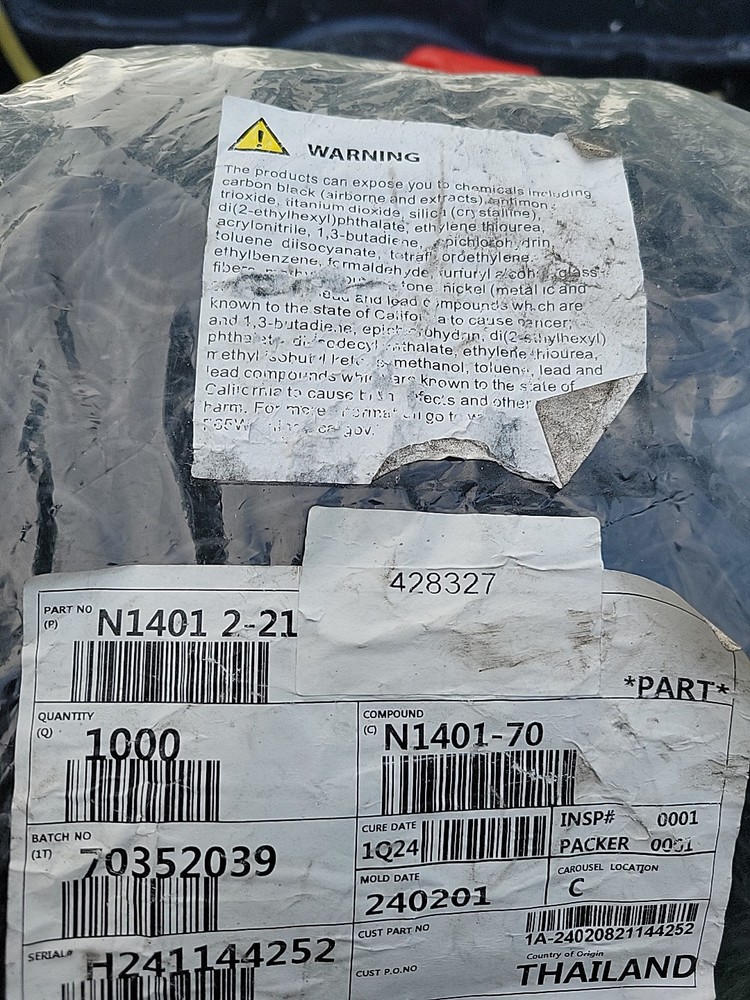 WARNING
The products can expose you to chemicals including
carbon black (airborne and extracts), antimony
trioxide, titanium dioxide, silica (crystalline),
di(2-ethylhexyl)phthalate, ethylene thiourea,
acrylonitrile, 1,3-butadiene, epichlorohydrin,
toluene diisocyanate, tetrafluoroethylene,
ethylbenzene, formaldehyde, furfuryl alcohol, glass
nickel (metallic and
lead and lead compounds which are
known to the state of California to cause cancer;
and 1,3-butadiene, epichlorohydrin, di(2-ethylhexyl)
phthalate, diisodecyl phthalate, ethylene thiourea,
methyl isobutyl ketone, methanol, toluene, lead and
lead compounds which are known to the state of
California to cause birth defects and other
harm. For more information go to
428327
PART NO
(P)
N1401 2-21
*PART*
QUANTITY
(Q)
1000
COMPOUND
(C)
N1401-70
BATCH NO
(1T)
70352039
CURE DATE
1Q24
INSP# 0001
PACKER 0001
MOLD DATE
240201
CAROUSEL LOCATION
C
SERIAL#
H241144252
CUST PART NO
1A-24020821144252
CUST P.O.NO
Country of Origin
THAILAND